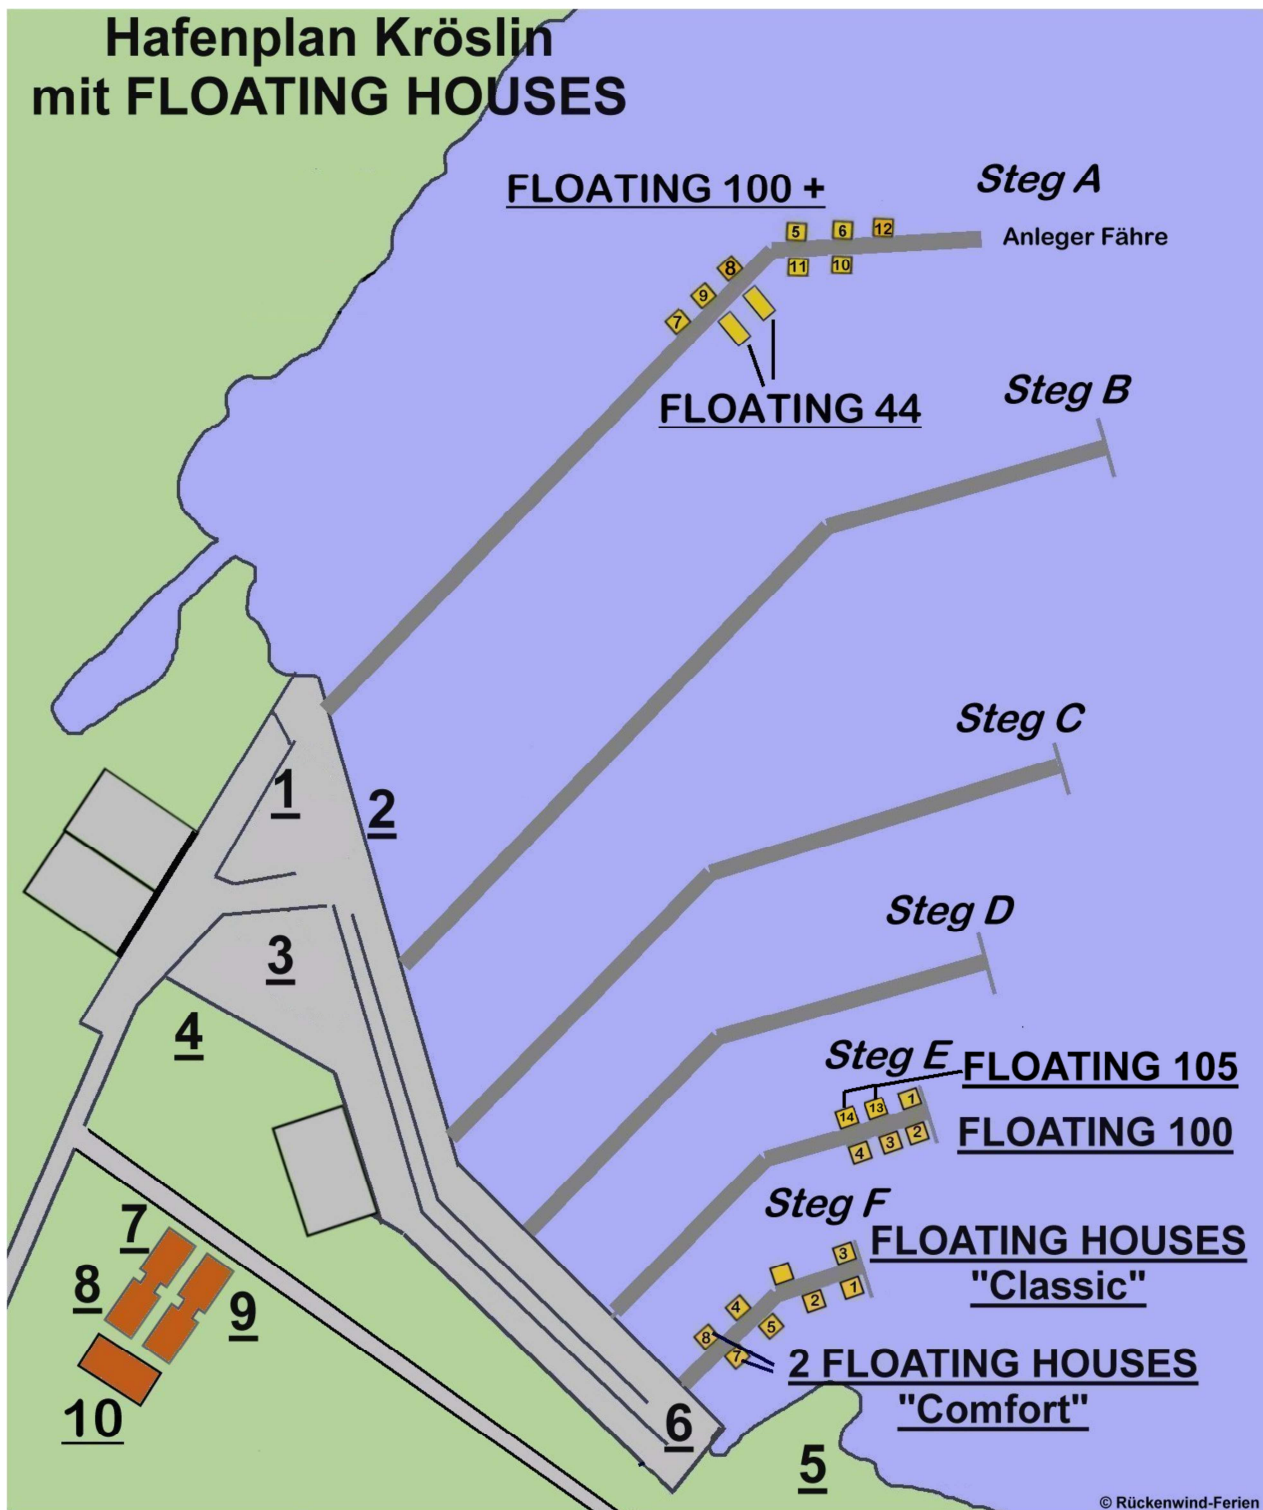 Hafenplan Kröslin
mit FLOATING HOUSES
Steg A
FLOATING 100 +
5 6 12
Anleger Fähre
11 10
8
9
7
Steg B
FLOATING 44
Steg C
1
2
Steg D
3
4
Steg E
FLOATING 105
14 13 1
FLOATING 100
4 3 2
Steg F
7
FLOATING HOUSES
3
"Classic"
8
9
1
2
4
5
8
7
2 FLOATING HOUSES
"Comfort"
10
6
5
© Rückenwind-Ferien